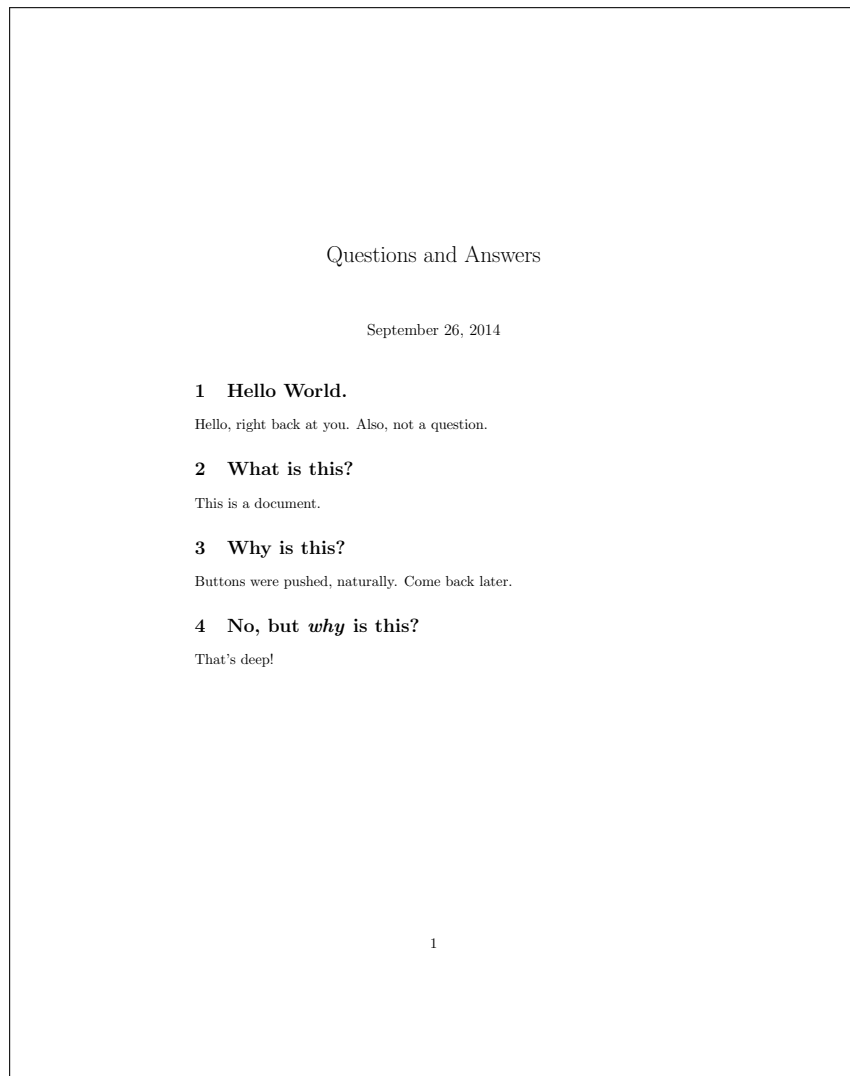 Questions and Answers
September 26, 2014
1 Hello World.
Hello, right back at you. Also, not a question.
2 What is this?
This is a document.
3 Why is this?
Buttons were pushed, naturally. Come back later.
4 No, but why is this?
That's deep!
1